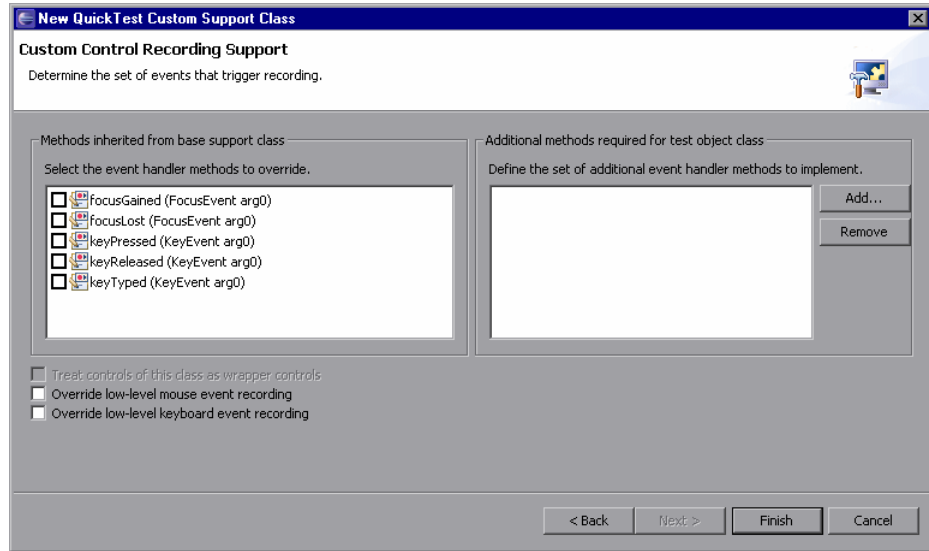 New QuickTest Custom Support Class
Custom Control Recording Support
Determine the set of events that trigger recording.
Methods inherited from base support class
Select the event handler methods to override.
focusGained (FocusEvent arg0)
focusLost (FocusEvent arg0)
keyPressed (KeyEvent arg0)
keyReleased (KeyEvent arg0)
keyTyped (KeyEvent arg0)
Additional methods required for test object class
Define the set of additional event handler methods to implement.
Add...
Remove
Treat controls of this class as wrapper controls
Override low-level mouse event recording
Override low-level keyboard event recording
< Back
Next >
Finish
Cancel